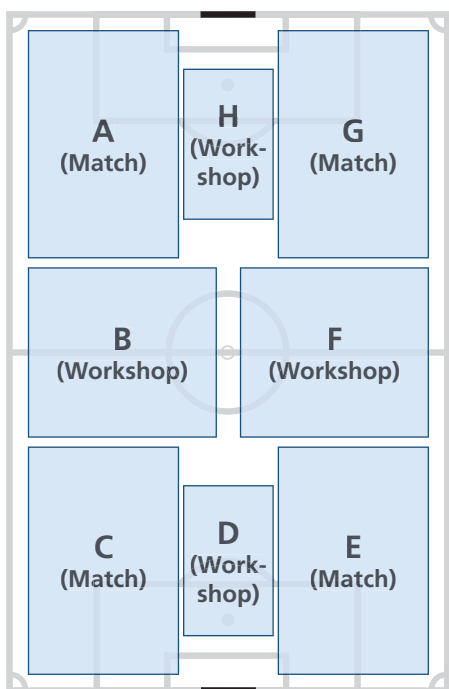 A
(Match)
H
(Work-
shop)
G
(Match)
B
(Workshop)
F
(Workshop)
C
(Match)
D
(Work-
shop)
E
(Match)